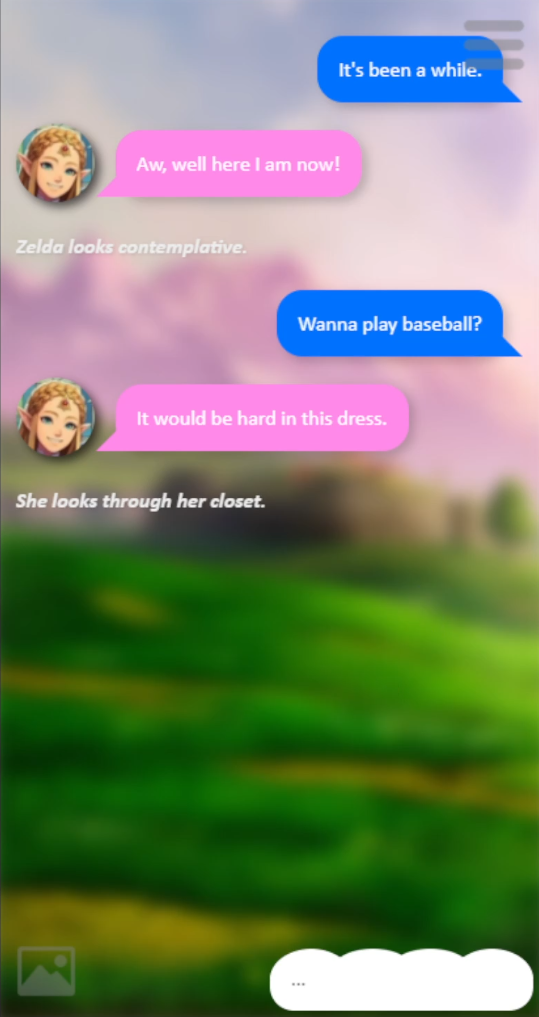 It's been a while.
Aw, well here I am now!
Zelda looks contemplative.
Wanna play baseball?
It would be hard in this dress.
She looks through her closet.
...